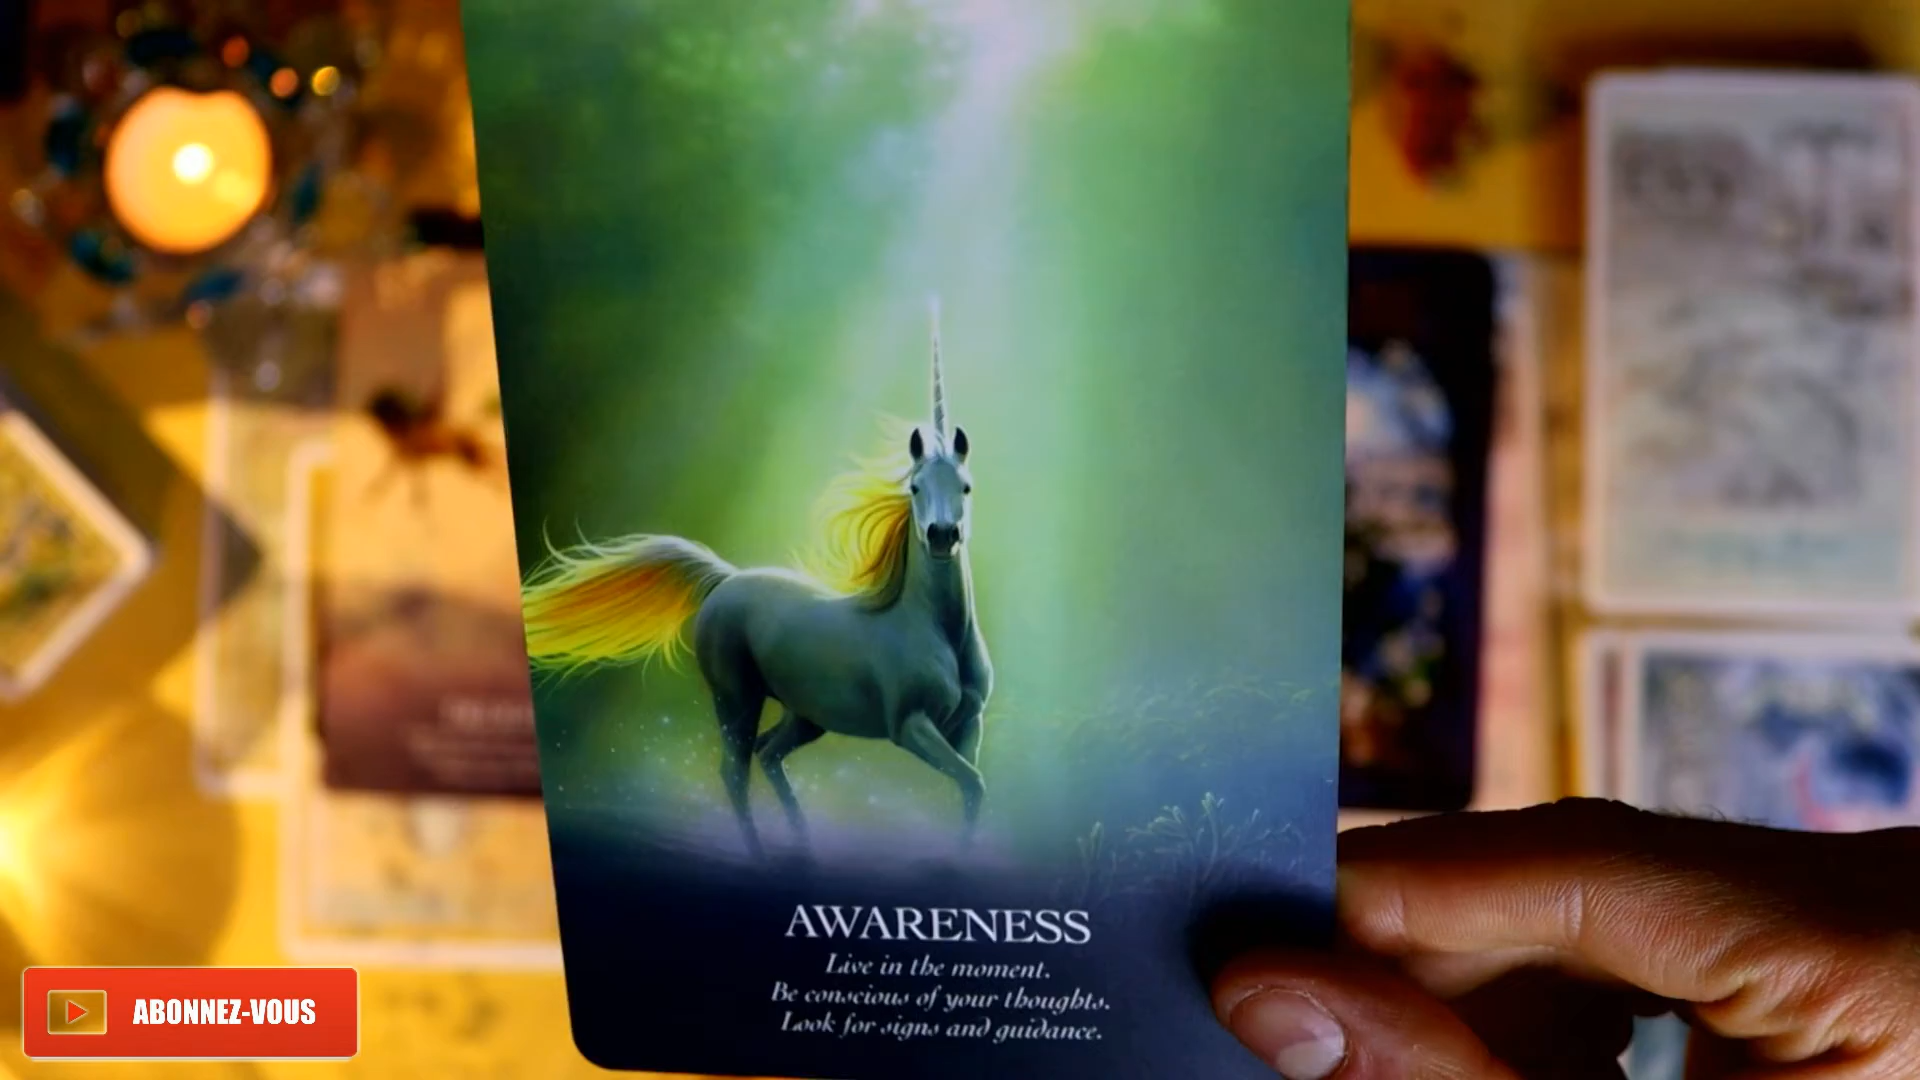 AWARENESS
Live in the moment.
Be conscious of your thoughts.
Look for signs and guidance.
ABONNEZ-VOUS